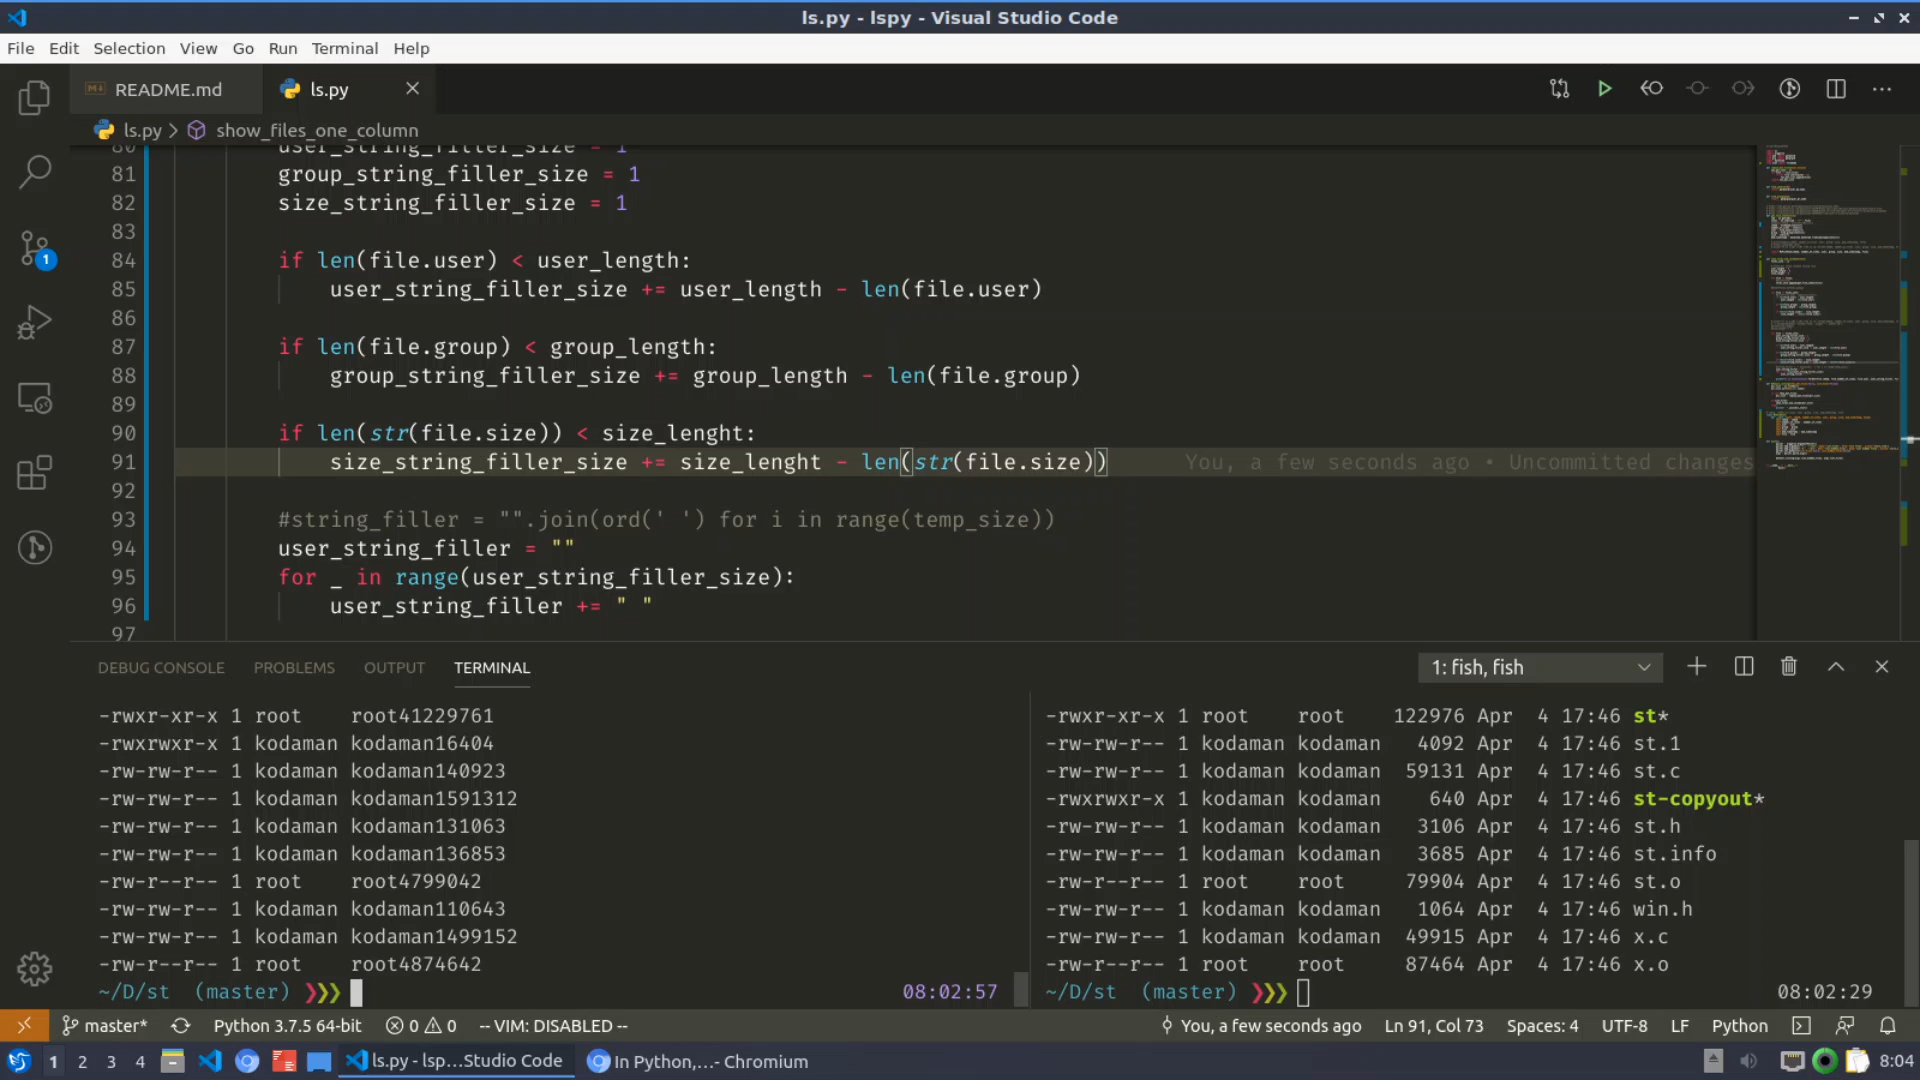 ls.py - lspy - Visual Studio Code
File Edit Selection View Go Run Terminal Help
README.md ls.py
ls.py > show_files_one_column
80 user_string_filler_size = 1
81 group_string_filler_size = 1
82 size_string_filler_size = 1
83
84 if len(file.user) < user_length:
85 user_string_filler_size += user_length - len(file.user)
86
87 if len(file.group) < group_length:
88 group_string_filler_size += group_length - len(file.group)
89
90 if len(str(file.size)) < size_lenght:
91 size_string_filler_size += size_lenght - len(str(file.size)) You, a few seconds ago • Uncommitted changes
92
93 #string_filler = "".join(ord(' ') for i in range(temp_size))
94 user_string_filler = ""
95 for _ in range(user_string_filler_size):
96 user_string_filler += " "
97
1
DEBUG CONSOLE PROBLEMS OUTPUT TERMINAL 1: fish, fish
-rwxr-xr-x 1 root root41229761
-rwxrwxr-x 1 kodaman kodaman16404
-rw-rw-r-- 1 kodaman kodaman140923
-rw-rw-r-- 1 kodaman kodaman1591312
-rw-rw-r-- 1 kodaman kodaman131063
-rw-rw-r-- 1 kodaman kodaman136853
-rw-r--r-- 1 root root4799042
-rw-rw-r-- 1 kodaman kodaman110643
-rw-rw-r-- 1 kodaman kodaman1499152
-rw-r--r-- 1 root root4874642
~/D/st (master) ❯❯❯ 08:02:57
-rwxr-xr-x 1 root root 122976 Apr 4 17:46 st*
-rw-rw-r-- 1 kodaman kodaman 4092 Apr 4 17:46 st.1
-rw-rw-r-- 1 kodaman kodaman 59131 Apr 4 17:46 st.c
-rwxrwxr-x 1 kodaman kodaman 640 Apr 4 17:46 st-copyout*
-rw-rw-r-- 1 kodaman kodaman 3106 Apr 4 17:46 st.h
-rw-rw-r-- 1 kodaman kodaman 3685 Apr 4 17:46 st.info
-rw-r--r-- 1 root root 79904 Apr 4 17:46 st.o
-rw-rw-r-- 1 kodaman kodaman 1064 Apr 4 17:46 win.h
-rw-rw-r-- 1 kodaman kodaman 49915 Apr 4 17:46 x.c
-rw-r--r-- 1 root root 87464 Apr 4 17:46 x.o
~/D/st (master) ❯❯❯ 08:02:29
master* Python 3.7.5 64-bit 0 0 -- VIM: DISABLED -- You, a few seconds ago Ln 91, Col 73 Spaces: 4 UTF-8 LF Python
1 2 3 4 ls.py - lsp...Studio Code In Python,...- Chromium 8:04